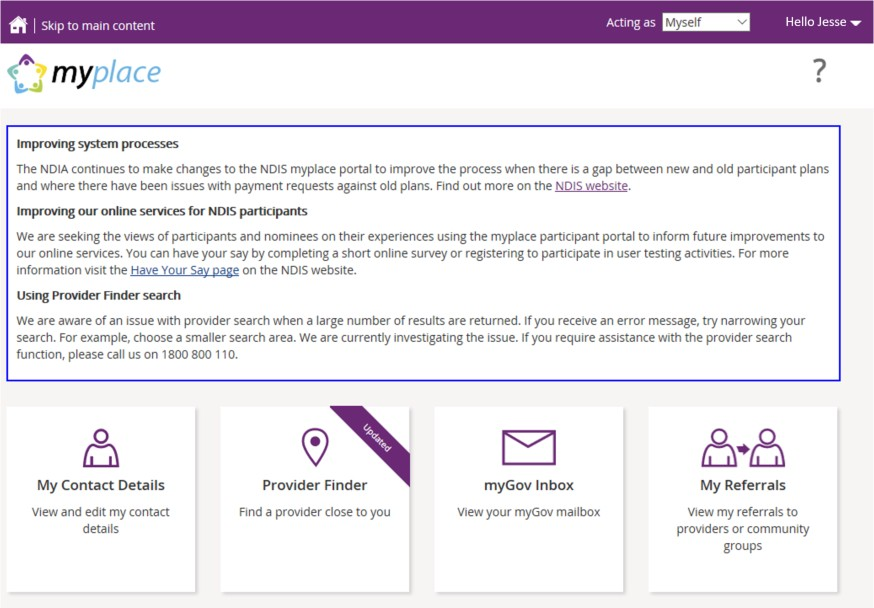 Skip to main content
Acting as Myself
Hello Jesse
myplace
?
Improving system processes
The NDIA continues to make changes to the NDIS myplace portal to improve the process when there is a gap between new and old participant plans
and where there have been issues with payment requests against old plans. Find out more on the NDIS website.
Improving our online services for NDIS participants
We are seeking the views of participants and nominees on their experiences using the myplace participant portal to inform future improvements to
our online services. You can have your say by completing a short online survey or registering to participate in user testing activities. For more
information visit the Have Your Say page on the NDIS website.
Using Provider Finder search
We are aware of an issue with provider search when a large number of results are returned. If you receive an error message, try narrowing your
search. For example, choose a smaller search area. We are currently investigating the issue. If you require assistance with the provider search
function, please call us on 1800 800 110.
My Contact Details
View and edit my contact
details
Updated
Provider Finder
Find a provider close to you
myGov Inbox
View your myGov mailbox
My Referrals
View my referrals to
providers or community
groups